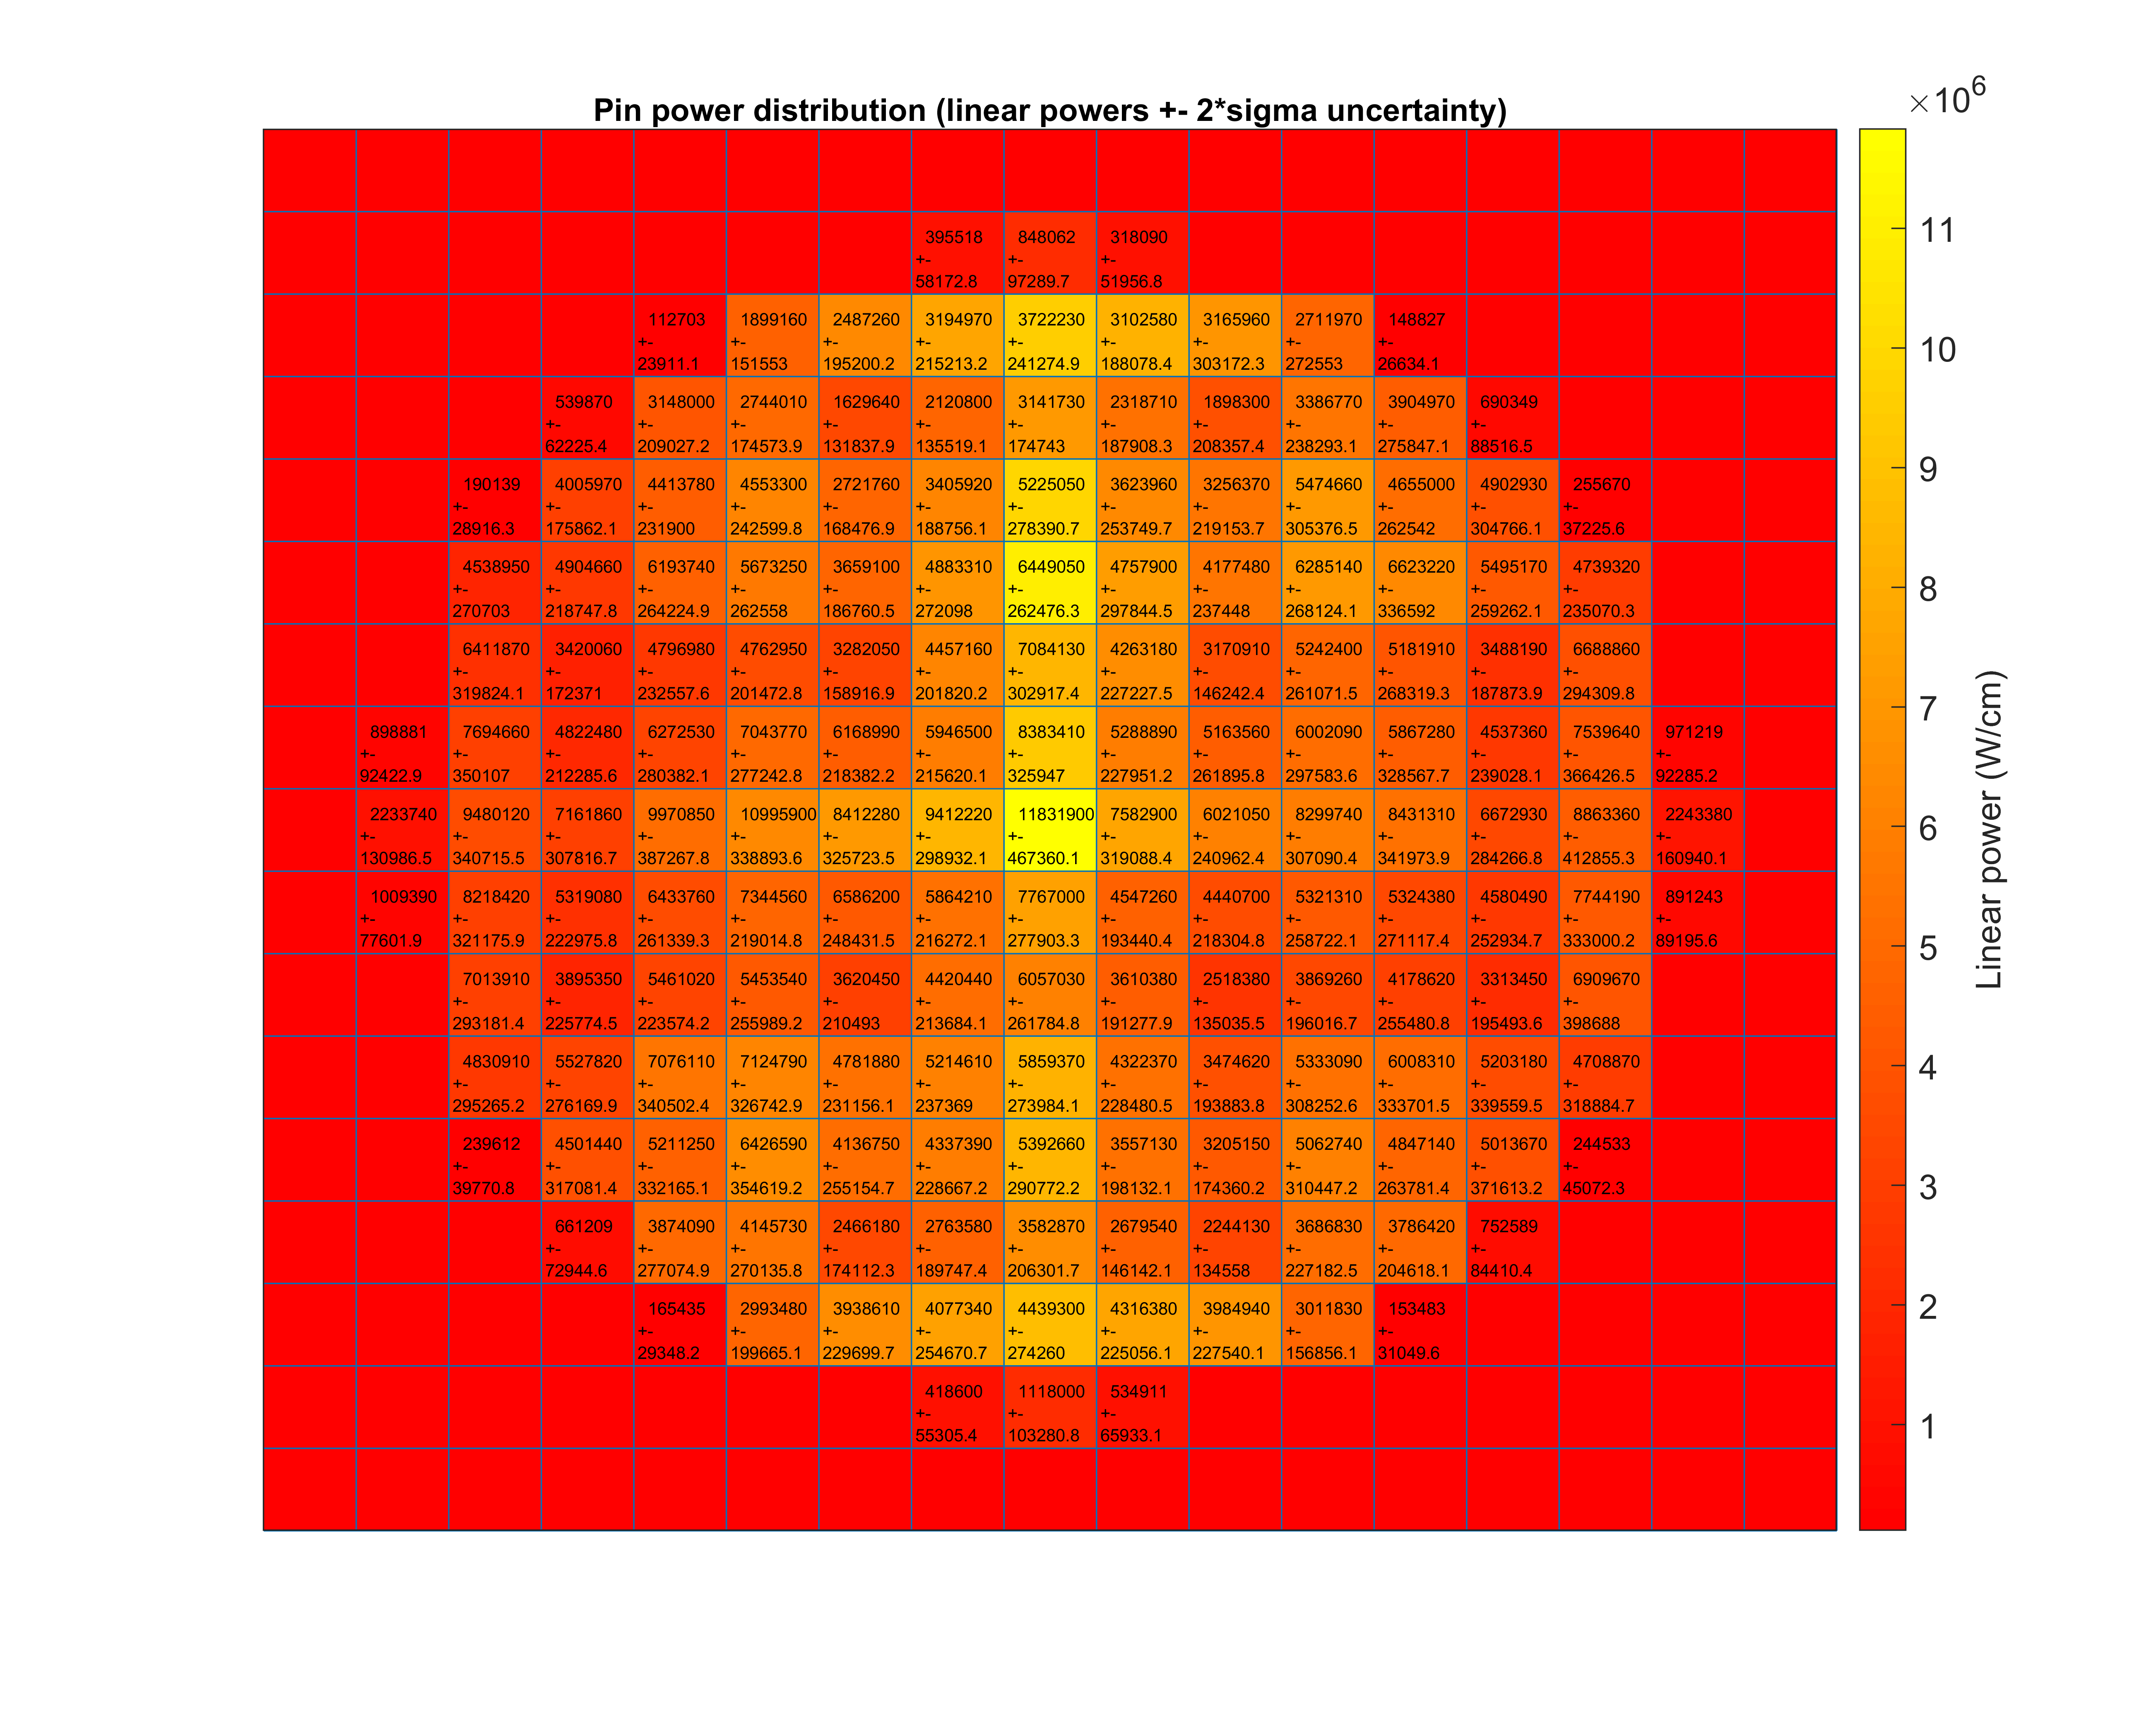 ×10⁶
Pin power distribution (linear powers +- 2*sigma uncertainty)
395518 848062 318090
+- +- +-
58172.8 97289.7 51956.8
112703 1899160 2487260 3194970 3722230 3102580 3165960 2711970 148827
+- +- +- +- +- +- +- +- +-
23911.1 151553 195200.2 215213.2 241274.9 188078.4 303172.3 272553 26634.1
539870 3148000 2744010 1629640 2120800 3141730 2318710 1898300 3386770 3904970 690349
+- +- +- +- +- +- +- +- +- +- +-
62225.4 209027.2 174573.9 131837.9 135519.1 174743 187908.3 208357.4 238293.1 275847.1 88516.5
190139 4005970 4413780 4553300 2721760 3405920 5225050 3623960 3256370 5474660 4655000 4902930 255670
+- +- +- +- +- +- +- +- +- +- +- +- +-
28916.3 175862.1 231900 242599.8 168476.9 188756.1 278390.7 253749.7 219153.7 305376.5 262542 304766.1 37225.6
4538950 4904660 6193740 5673250 3659100 4883310 6449050 4757900 4177480 6285140 6623220 5495170 4739320
+- +- +- +- +- +- +- +- +- +- +- +- +-
270703 218747.8 264224.9 262558 186760.5 272098 262476.3 297844.5 237448 268124.1 336592 259262.1 235070.3
6411870 3420060 4796980 4762950 3282050 4457160 7084130 4263180 3170910 5242400 5181910 3488190 6688860
+- +- +- +- +- +- +- +- +- +- +- +- +-
319824.1 172371 232557.6 201472.8 158916.9 201820.2 302917.4 227227.5 146242.4 261071.5 268319.3 187873.9 294309.8
898881 7694660 4822480 6272530 7043770 6168990 5946500 8383410 5288890 5163560 6002090 5867280 4537360 7539640 971219
+- +- +- +- +- +- +- +- +- +- +- +- +- +- +-
92422.9 350107 212285.6 280382.1 277242.8 218382.2 215620.1 325947 227951.2 261895.8 297583.6 328567.7 239028.1 366426.5 92285.2
2233740 9480120 7161860 9970850 10995900 8412280 9412220 11831900 7582900 6021050 8299740 8431310 6672930 8863360 2243380
+- +- +- +- +- +- +- +- +- +- +- +- +- +- +-
130986.5 340715.5 307816.7 387267.8 338893.6 325723.5 298932.1 467360.1 319088.4 240962.4 307090.4 341973.9 284266.8 412855.3 160940.1
1009390 8218420 5319080 6433760 7344560 6586200 5864210 7767000 4547260 4440700 5321310 5324380 4580490 7744190 891243
+- +- +- +- +- +- +- +- +- +- +- +- +- +- +-
77601.9 321175.9 222975.8 261339.3 219014.8 248431.5 216272.1 277903.3 193440.4 218304.8 258722.1 271117.4 252934.7 333000.2 89195.6
7013910 3895350 5461020 5453540 3620450 4420440 6057030 3610380 2518380 3869260 4178620 3313450 6909670
+- +- +- +- +- +- +- +- +- +- +- +- +-
293181.4 225774.5 223574.2 255989.2 210493 213684.1 261784.8 191277.9 135035.5 196016.7 255480.8 195493.6 398688
4830910 5527820 7076110 7124790 4781880 5214610 5859370 4322370 3474620 5333090 6008310 5203180 4708870
+- +- +- +- +- +- +- +- +- +- +- +- +-
295265.2 276169.9 340502.4 326742.9 231156.1 237369 273984.1 228480.5 193883.8 308252.6 333701.5 339559.5 318884.7
239612 4501440 5211250 6426590 4136750 4337390 5392660 3557130 3205150 5062740 4847140 5013670 244533
+- +- +- +- +- +- +- +- +- +- +- +- +-
39770.8 317081.4 332165.1 354619.2 255154.7 228667.2 290772.2 198132.1 174360.2 310447.2 263781.4 371613.2 45072.3
661209 3874090 4145730 2466180 2763580 3582870 2679540 2244130 3686830 3786420 752589
+- +- +- +- +- +- +- +- +- +- +-
72944.6 277074.9 270135.8 174112.3 189747.4 206301.7 146142.1 134558 227182.5 204618.1 84410.4
165435 2993480 3938610 4077340 4439300 4316380 3984940 3011830 153483
+- +- +- +- +- +- +- +- +-
29348.2 199665.1 229699.7 254670.7 274260 225056.1 227540.1 156856.1 31049.6
418600 1118000 534911
+- +- +-
55305.4 103280.8 65933.1
11
10
9
8
7
6
5
4
3
2
1
Linear power (W/cm)